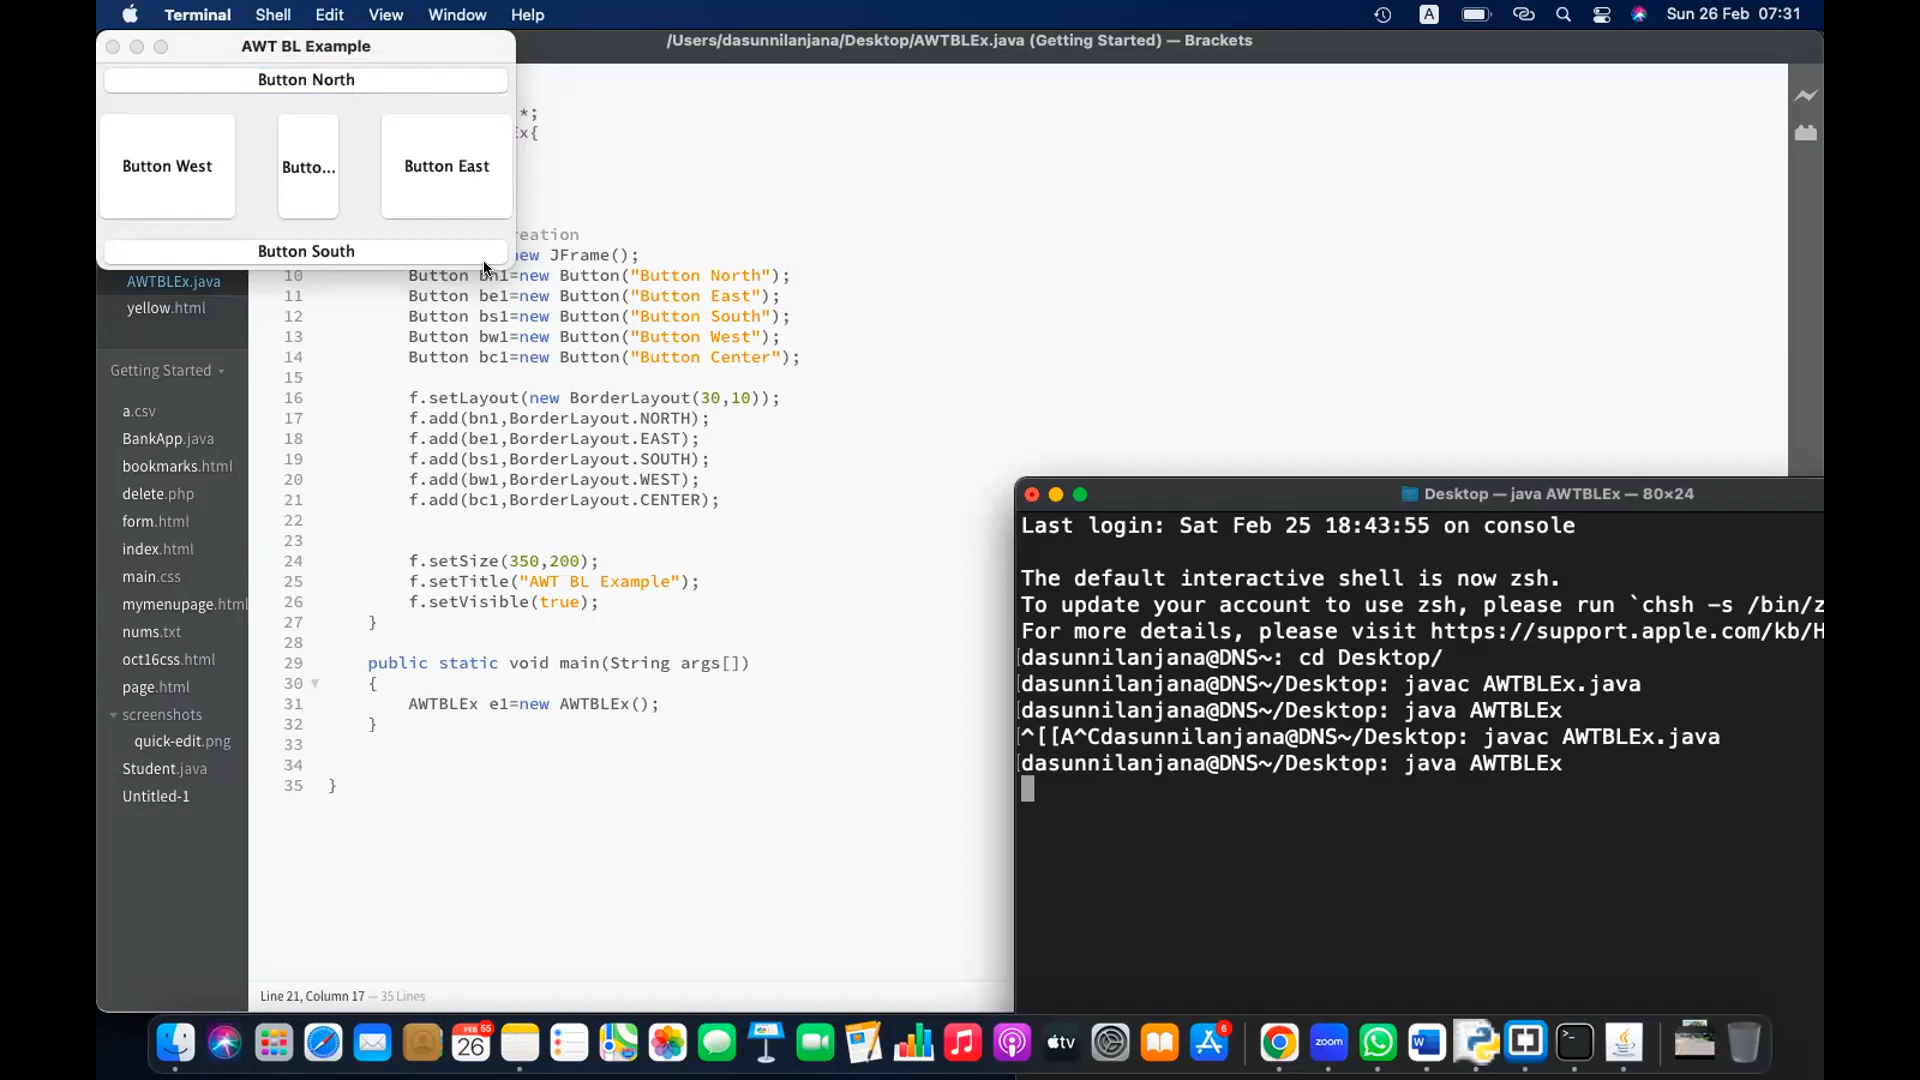 Terminal Shell Edit View Window Help
A
Sun 26 Feb 07:31
AWT BL Example
Button North
Button West
Butto...
Button East
Button South
/Users/dasunnilanjana/Desktop/AWTBLEx.java (Getting Started) — Brackets
*;
Ex{
eation
new JFrame();
10 Button bn1=new Button("Button North");
11 Button be1=new Button("Button East");
12 Button bs1=new Button("Button South");
13 Button bw1=new Button("Button West");
14 Button bc1=new Button("Button Center");
15
16 f.setLayout(new BorderLayout(30,10));
17 f.add(bn1,BorderLayout.NORTH);
18 f.add(be1,BorderLayout.EAST);
19 f.add(bs1,BorderLayout.SOUTH);
20 f.add(bw1,BorderLayout.WEST);
21 f.add(bc1,BorderLayout.CENTER);
22
23
24 f.setSize(350,200);
25 f.setTitle("AWT BL Example");
26 f.setVisible(true);
27 }
28
29 public static void main(String args[])
30 {
31 AWTBLEx e1=new AWTBLEx();
32 }
33
34
35 }
AWTBLEx.java
yellow.html
Getting Started
a.csv
BankApp.java
bookmarks.html
delete.php
form.html
index.html
main.css
mymenupage.html
nums.txt
oct16css.html
page.html
screenshots
quick-edit.png
Student.java
Untitled-1
Line 21, Column 17 — 35 Lines
Desktop — java AWTBLEx — 80×24
Last login: Sat Feb 25 18:43:55 on console
The default interactive shell is now zsh.
To update your account to use zsh, please run `chsh -s /bin/z
For more details, please visit https://support.apple.com/kb/H
[dasunnilanjana@DNS~: cd Desktop/
[dasunnilanjana@DNS~/Desktop: javac AWTBLEx.java
[dasunnilanjana@DNS~/Desktop: java AWTBLEx
[^[[A^Cdasunnilanjana@DNS~/Desktop: javac AWTBLEx.java
[dasunnilanjana@DNS~/Desktop: java AWTBLEx
FEB 55
26
tv
6
zoom
W
>_